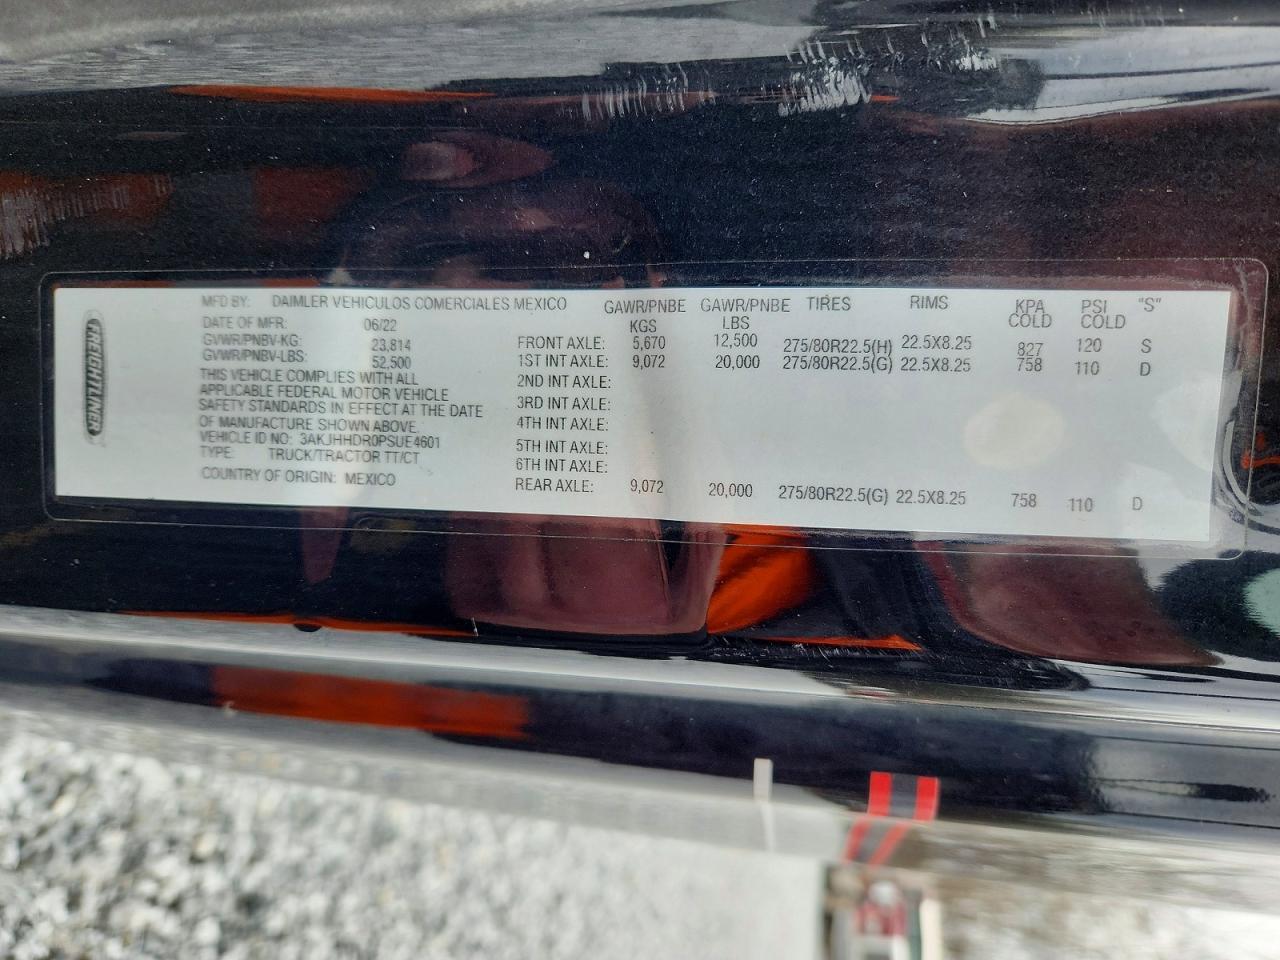 FREIGHTLINER
MFD BY: DAIMLER VEHICULOS COMERCIALES MEXICO
DATE OF MFR: 06/22
GVWR/PNBV-KG: 23,814
GVWR/PNBV-LBS: 52,500
THIS VEHICLE COMPLIES WITH ALL
APPLICABLE FEDERAL MOTOR VEHICLE
SAFETY STANDARDS IN EFFECT AT THE DATE
OF MANUFACTURE SHOWN ABOVE.
VEHICLE ID NO: 3AKJHHDR0PSUE4601
TYPE: TRUCK/TRACTOR TT/CT
COUNTRY OF ORIGIN: MEXICO
GAWR/PNBE GAWR/PNBE TIRES RIMS KPA PSI "S"
KGS LBS COLD COLD
FRONT AXLE: 5,670 12,500 275/80R22.5(H) 22.5X8.25 827 120 S
1ST INT AXLE: 9,072 20,000 275/80R22.5(G) 22.5X8.25 758 110 D
2ND INT AXLE:
3RD INT AXLE:
4TH INT AXLE:
5TH INT AXLE:
6TH INT AXLE:
REAR AXLE: 9,072 20,000 275/80R22.5(G) 22.5X8.25 758 110 D